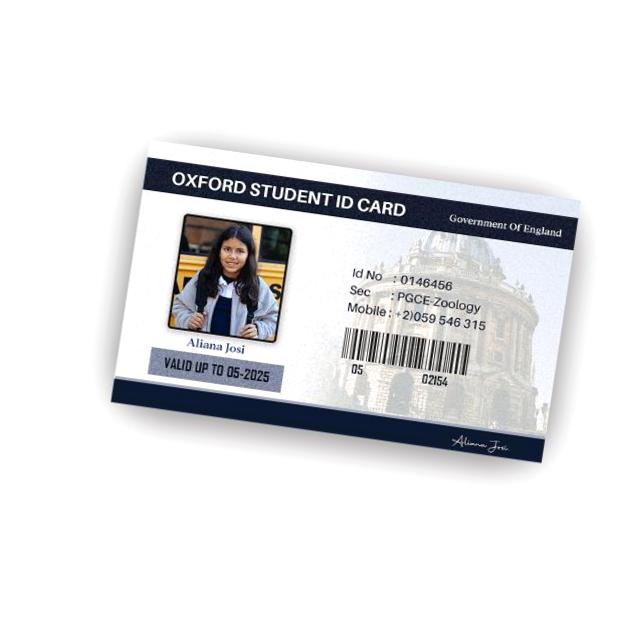 OXFORD STUDENT ID CARD
Government Of England
Id No : 0146456
Sec : PGCE-Zoology
Mobile : +2)059 546 315
05 02154
Aliana Josi
VALID UP TO 05-2025
Aliana Josi